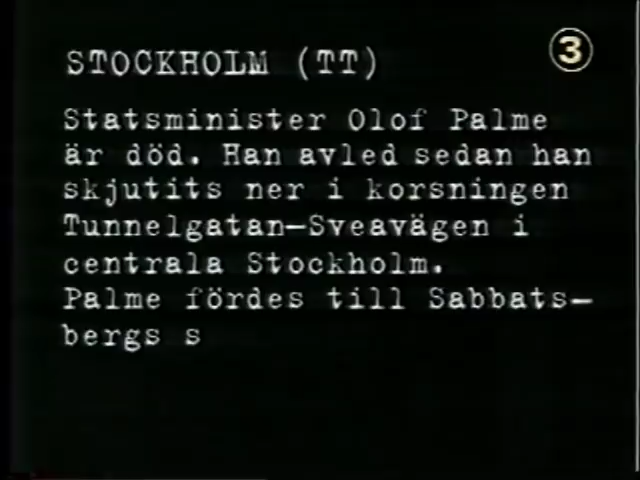 STOCKHOLM (TT)
3
Statsminister Olof Palme
är död. Han avled sedan han
skjutits ner i korsningen
Tunnelgatan-Sveavägen i
centrala Stockholm.
Palme fördes till Sabbats-
bergs s